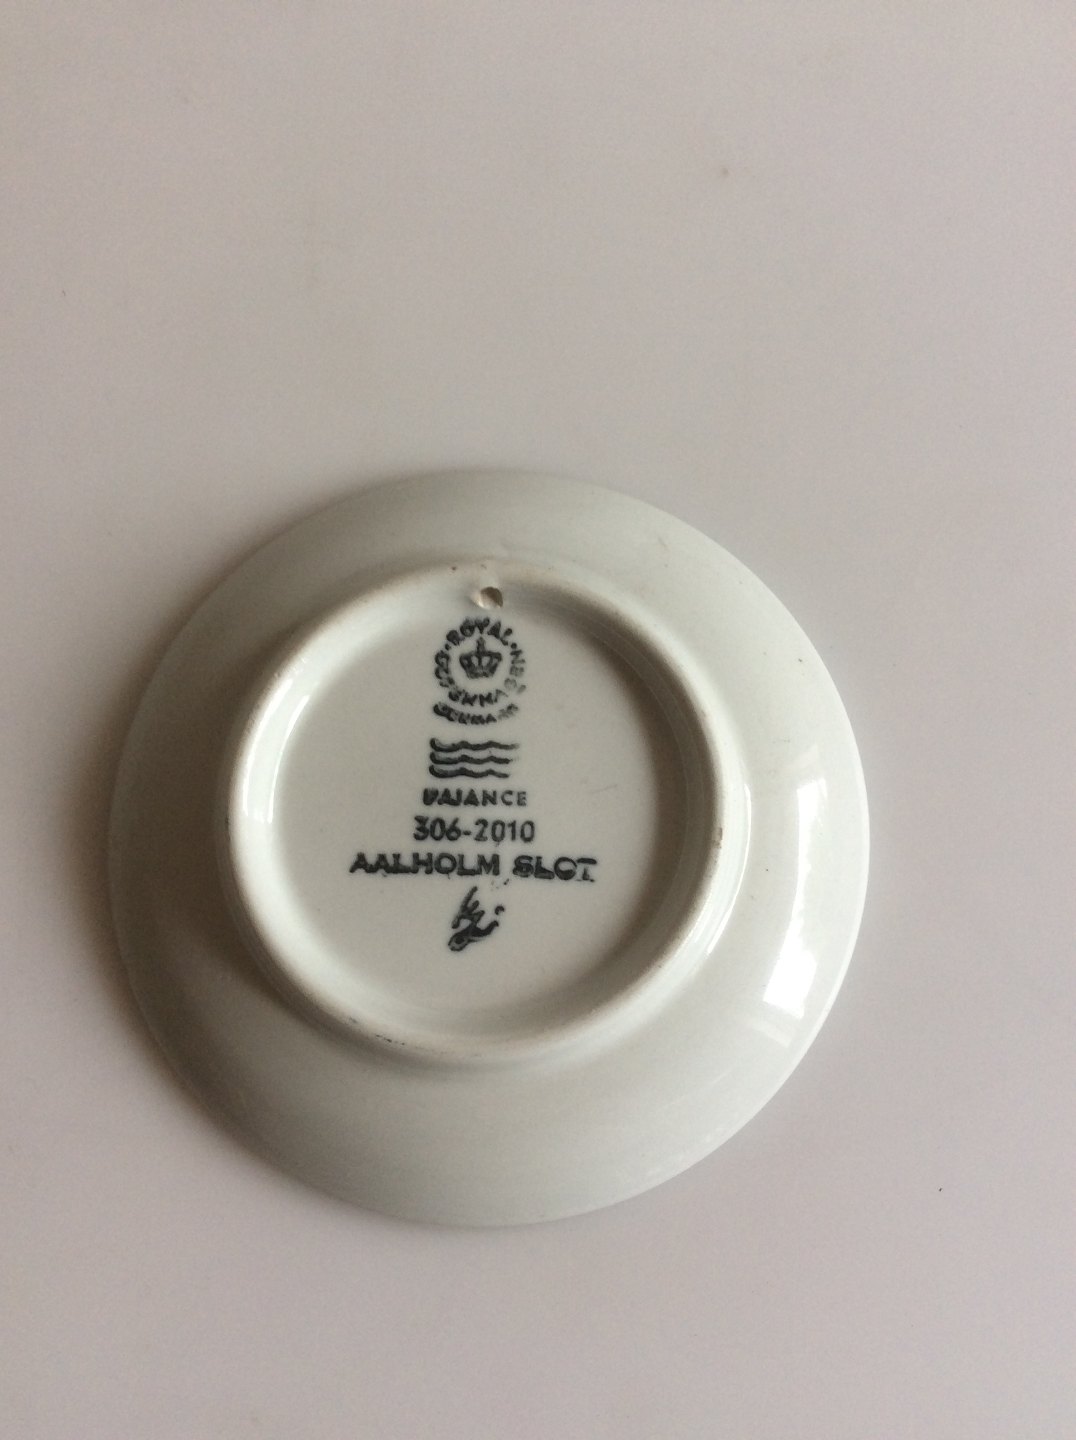 ROYAL
COPENHAGEN
DENMARK
FAJANCE
306-2010
AALHOLM SLOT